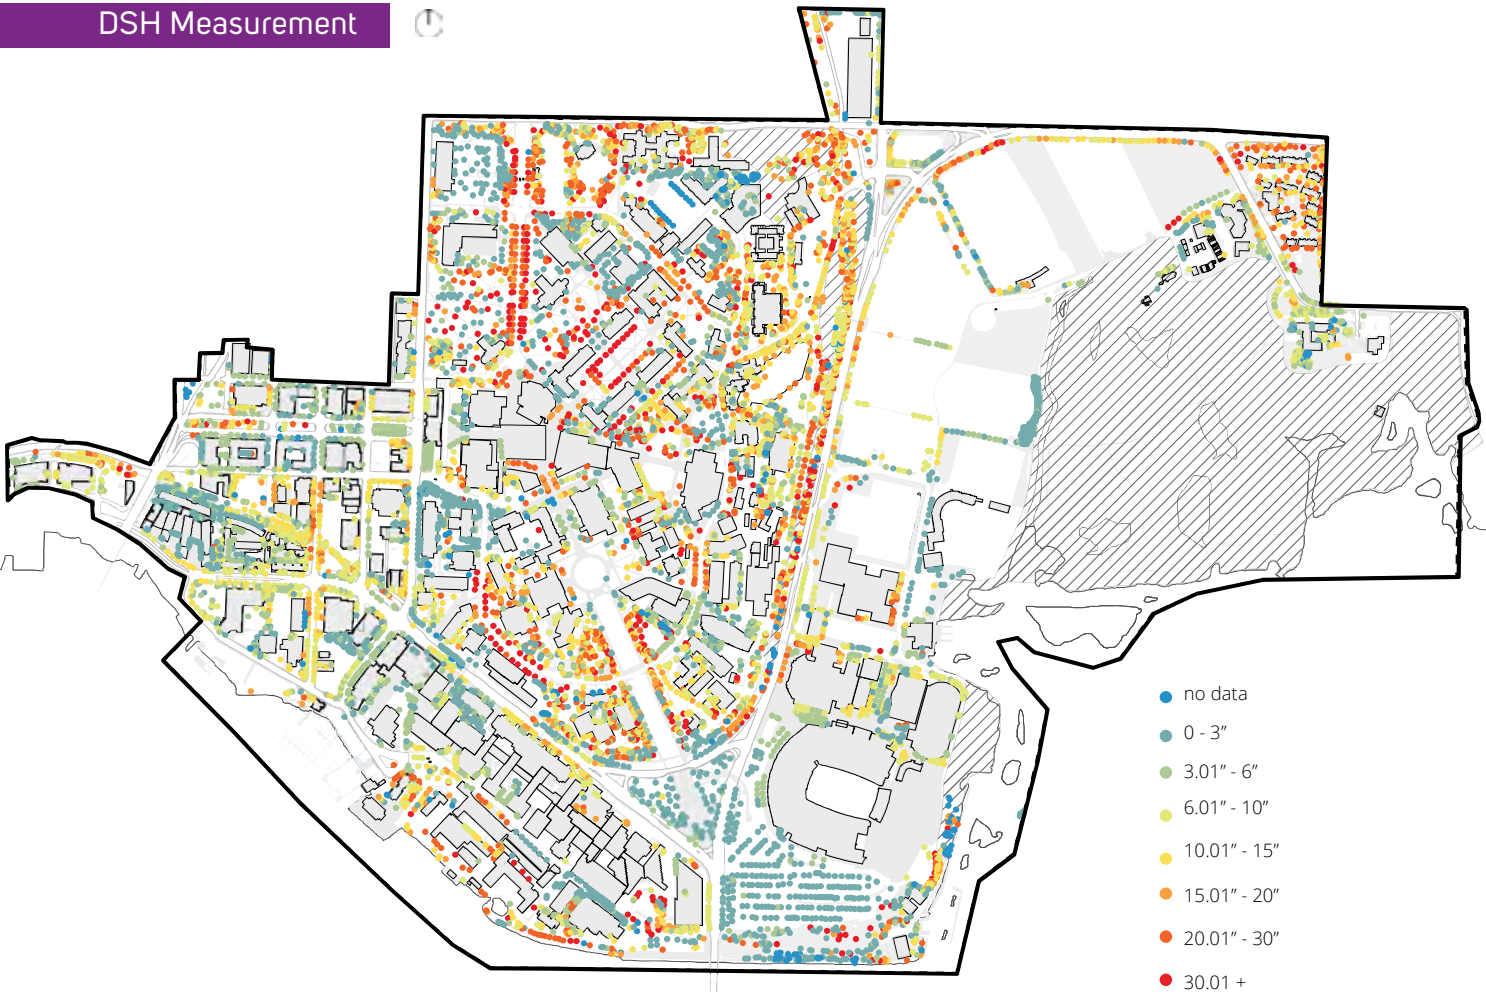 DSH Measurement
no data
0 - 3”
3.01” - 6”
6.01” - 10”
10.01” - 15”
15.01” - 20”
20.01” - 30”
30.01 +